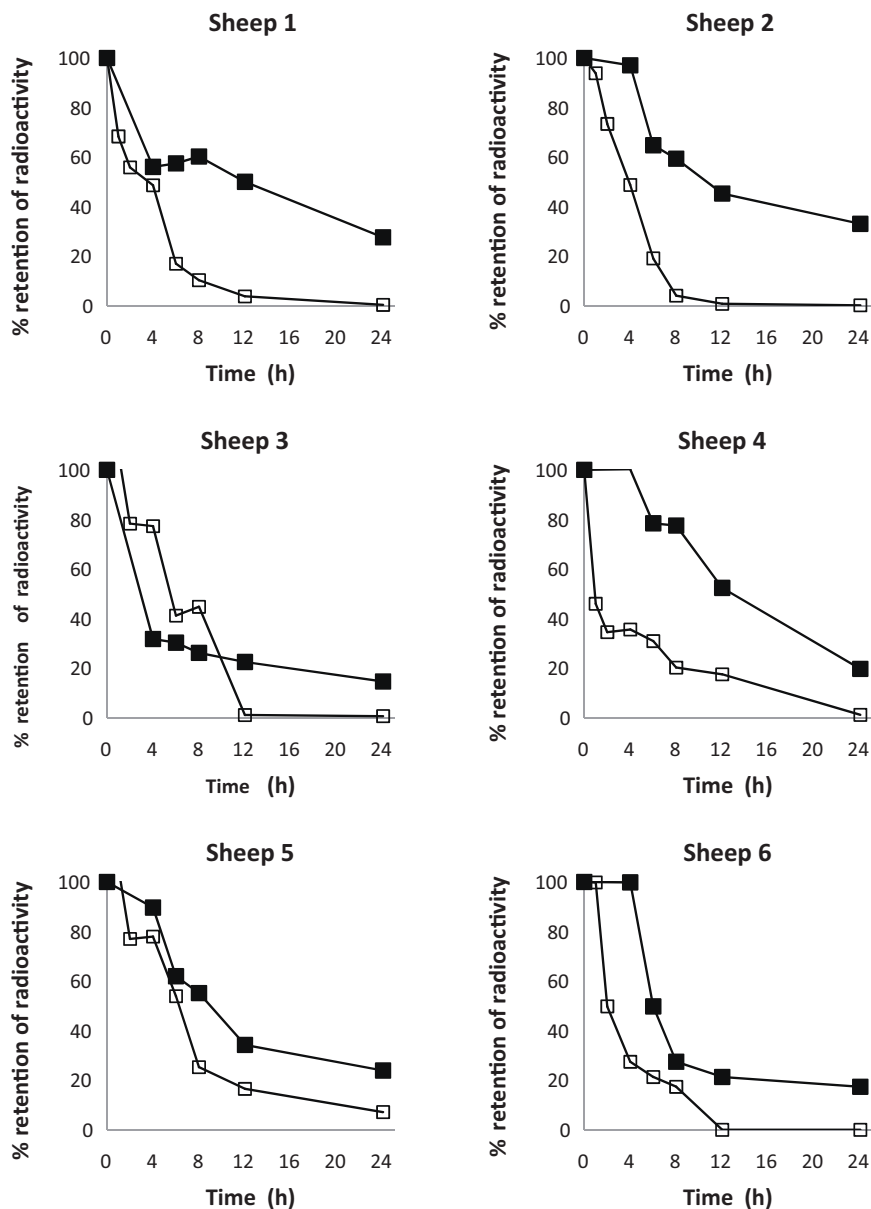 Sheep 1
% retention of radioactivity
100
80
60
40
20
0
0 4 8 12 16 20 24
Time (h)
Sheep 2
% retention of radioactivity
100
80
60
40
20
0
0 4 8 12 16 20 24
Time (h)
Sheep 3
% retention of radioactivity
100
80
60
40
20
0
0 4 8 12 16 20 24
Time (h)
Sheep 4
% retention of radioactivity
100
80
60
40
20
0
0 4 8 12 16 20 24
Time (h)
Sheep 5
% retention of radioactivity
100
80
60
40
20
0
0 4 8 12 16 20 24
Time (h)
Sheep 6
% retention of radioactivity
100
80
60
40
20
0
0 4 8 12 16 20 24
Time (h)